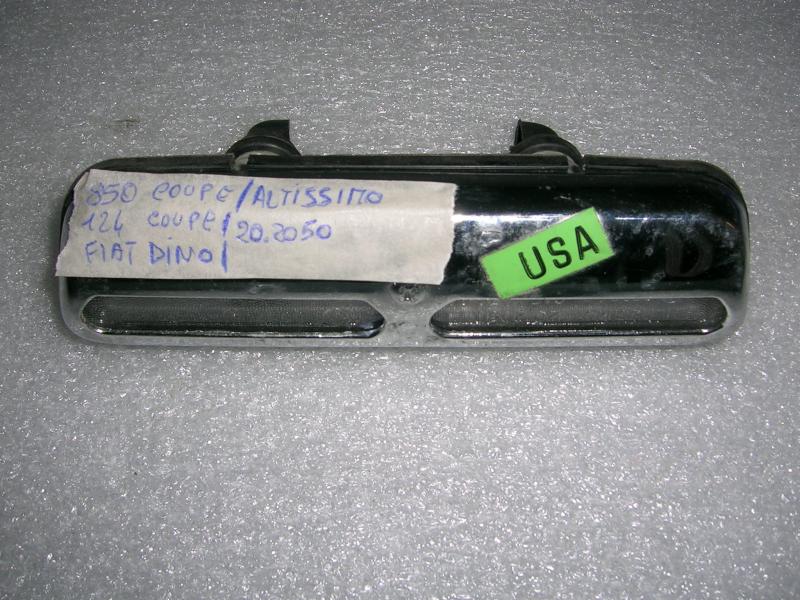 850 COUPE/ALTISSIMO
124 COUPE/20.2050
FIAT DINO/
USA